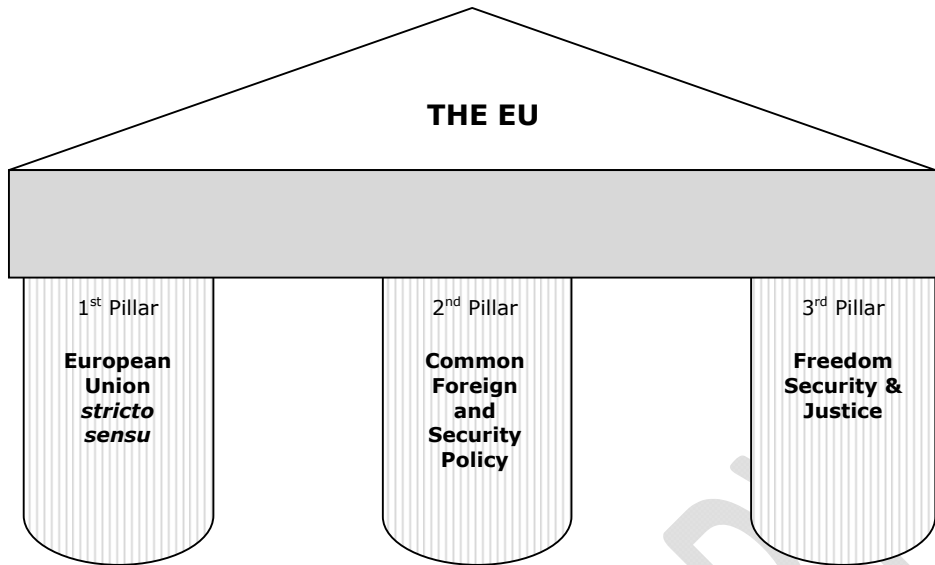 THE EU
1st Pillar
European
Union
stricto
sensu
2nd Pillar
Common
Foreign
and
Security
Policy
3rd Pillar
Freedom
Security &
Justice